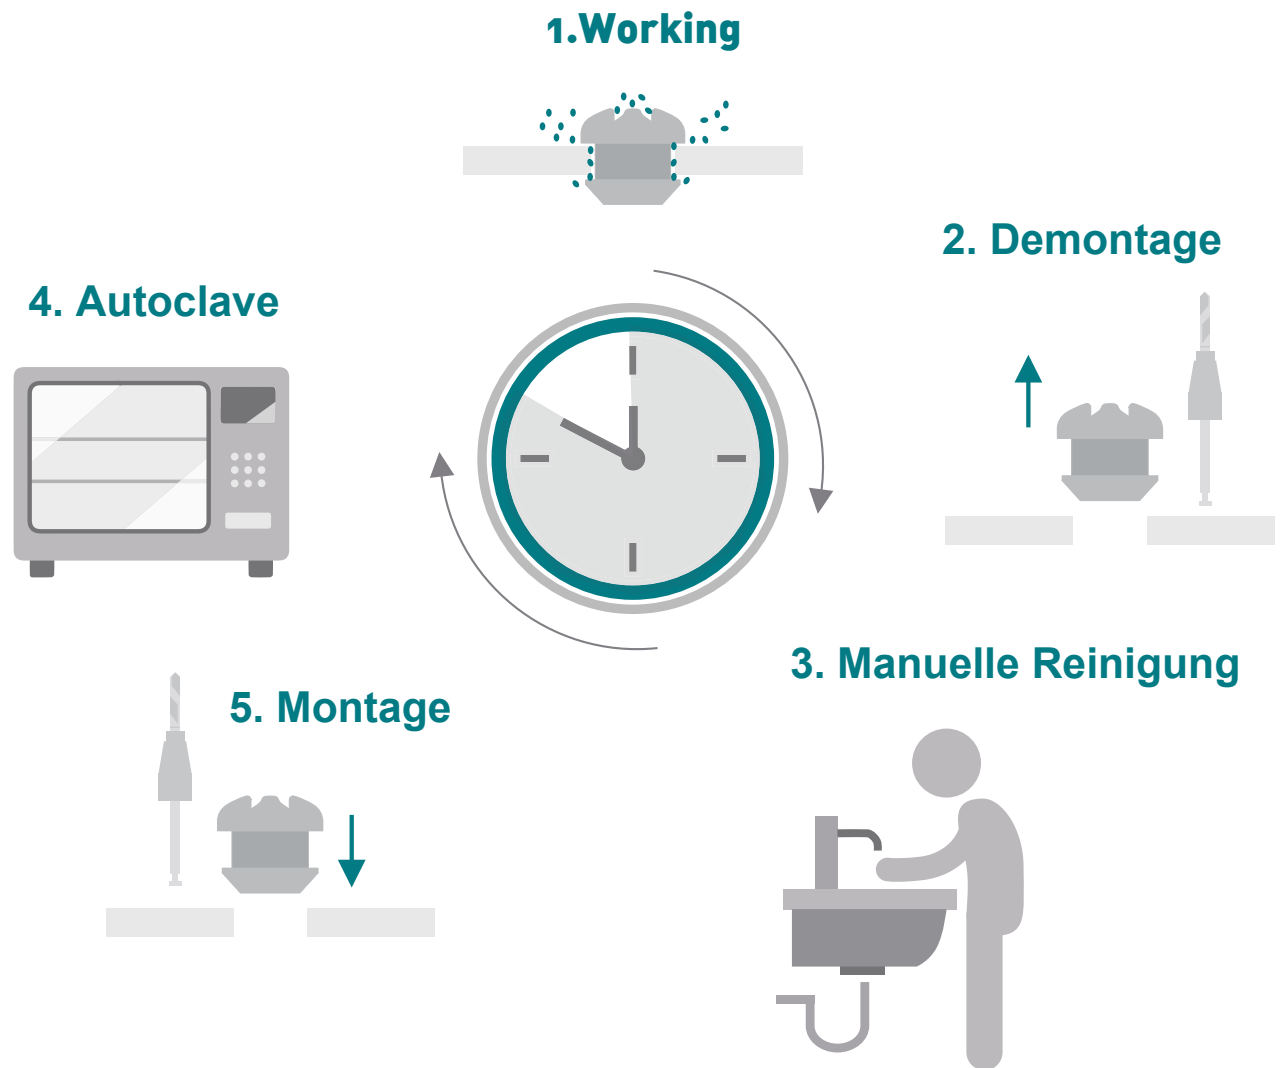 1.Working
2. Demontage
3. Manuelle Reinigung
4. Autoclave
5. Montage